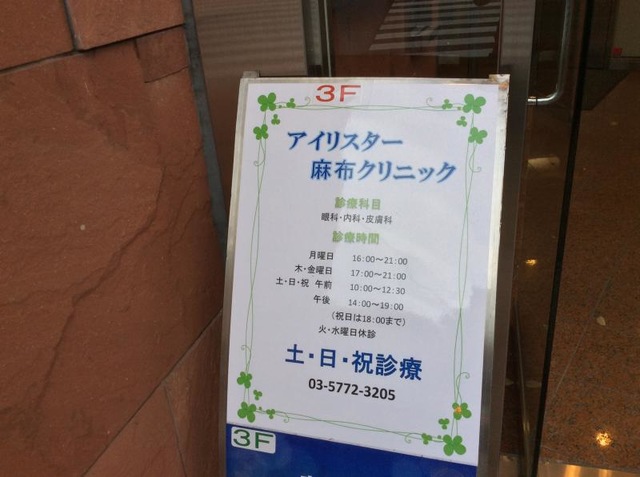 3F
アイリスター
麻布クリニック
診療科目
眼科・内科・皮膚科
診療時間
月曜日 16:00〜21:00
木・金曜日 17:00〜21:00
土・日・祝 午前 10:00〜12:30
午後 14:00〜19:00
(祝日は18:00まで)
火・水曜日休診
土・日・祝診療
03-5772-3205
3F